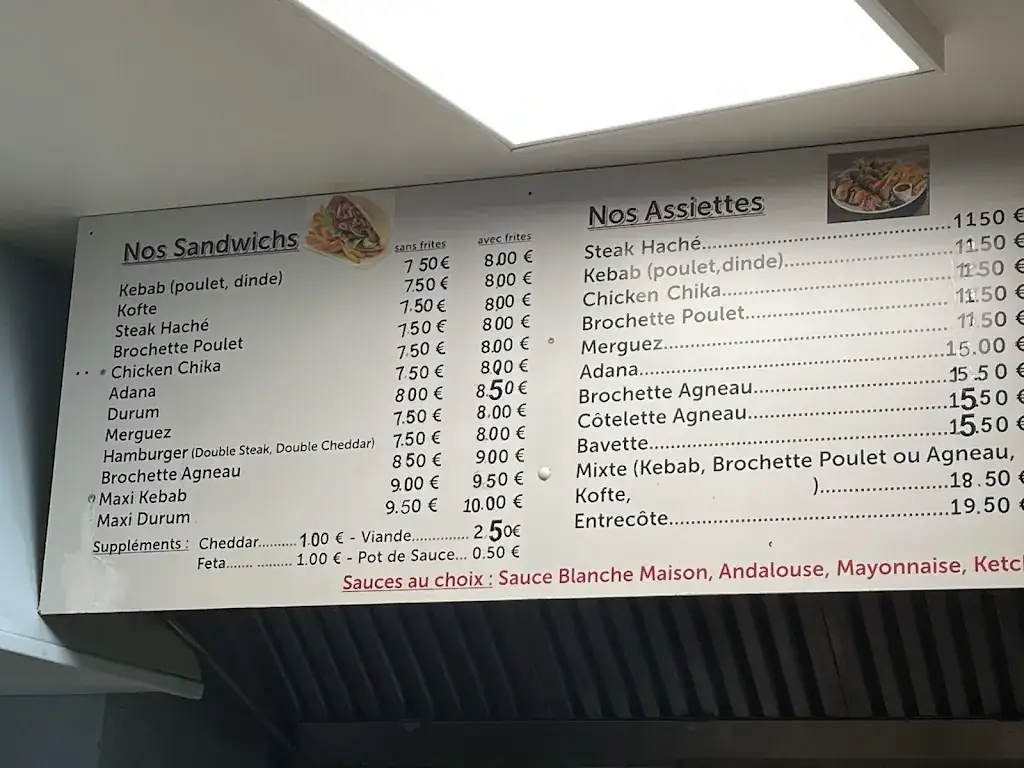 Nos Sandwichs
sans frites avec frites
Kebab (poulet, dinde) 7 50 € 8.00 €
Kofte 7.50 € 8.00 €
Steak Haché 7.50 € 8.00 €
Brochette Poulet 7 50 € 8 00 €
Chicken Chika 7.50 € 8.00 €
Adana 7.50 € 8.00 €
Durum 8 00 € 8.50 €
Merguez 7.50 € 8.00 €
Hamburger (Double Steak, Double Cheddar) 7.50 € 8.00 €
Brochette Agneau 8 50 € 9.00 €
Maxi Kebab 9.00 € 9.50 €
Maxi Durum 9.50 € 10.00 €
Suppléments : Cheddar.......... 1.00 € - Viande.............. 2.50€
Feta....... ......... 1.00 € - Pot de Sauce... 0.50 €
Nos Assiettes
Steak Haché..........11 50 €
Kebab (poulet,dinde)..........11.50 €
Chicken Chika..........11.50 €
Brochette Poulet..........11.50 €
Merguez..........11.50 €
Adana..........15.00 €
Brochette Agneau..........15.50 €
Côtelette Agneau..........15.50 €
Bavette..........15.50 €
Mixte (Kebab, Brochette Poulet ou Agneau,
Kofte, )..........18.50 €
Entrecôte..........19.50 €
Sauces au choix : Sauce Blanche Maison, Andalouse, Mayonnaise, Ketch